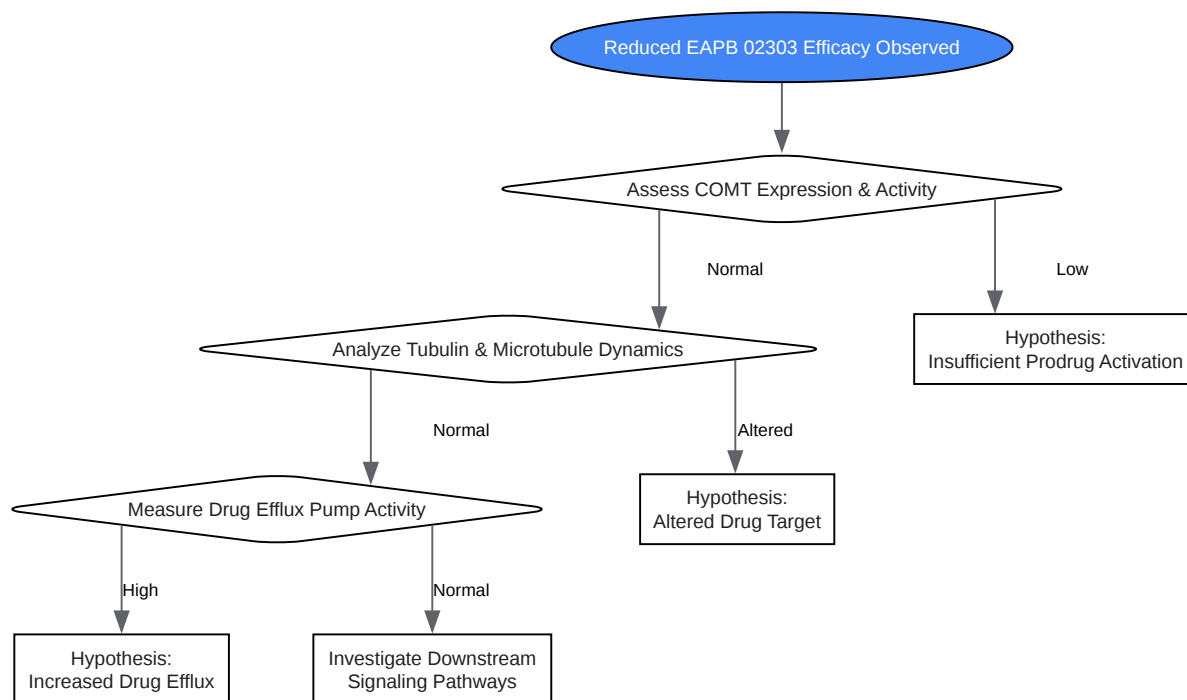 Reduced EAPB 02303 Efficacy Observed
Assess COMT Expression & Activity
Normal
Low
Hypothesis:
Insufficient Prodrug Activation
Analyze Tubulin & Microtubule Dynamics
Normal
Altered
Hypothesis:
Altered Drug Target
Measure Drug Efflux Pump Activity
High
Normal
Hypothesis:
Increased Drug Efflux
Investigate Downstream
Signaling Pathways